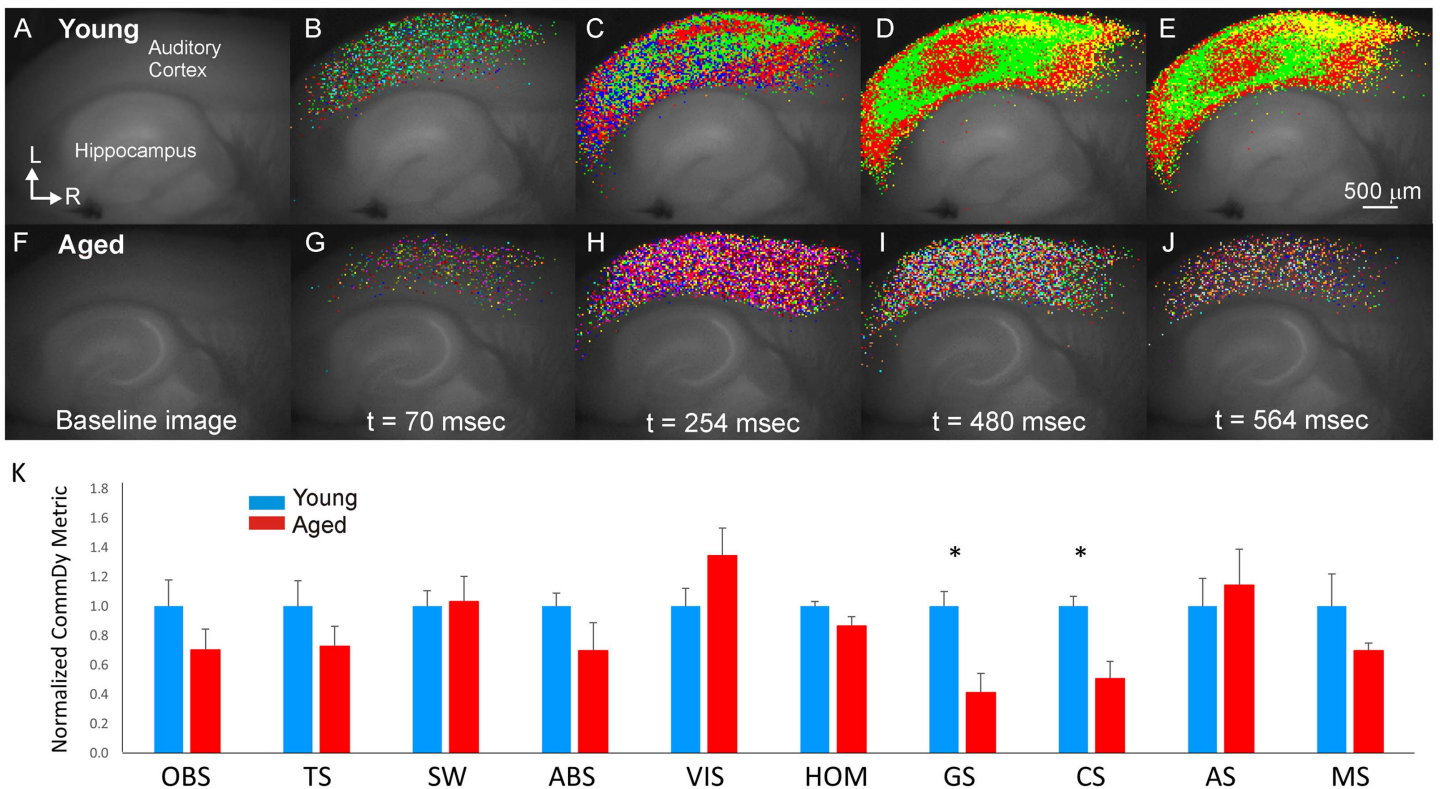 A Young
Auditory
Cortex
Hippocampus
L
R
B
C
D
E
500 μm
F Aged
Baseline image
G
t = 70 msec
H
t = 254 msec
I
t = 480 msec
J
t = 564 msec
K
Normalized CommDy Metric
1.8
1.6
1.4
1.2
1.0
0.8
0.6
0.4
0.2
0.0
Young
Aged
* *
OBS TS SW ABS VIS HOM GS CS AS MS